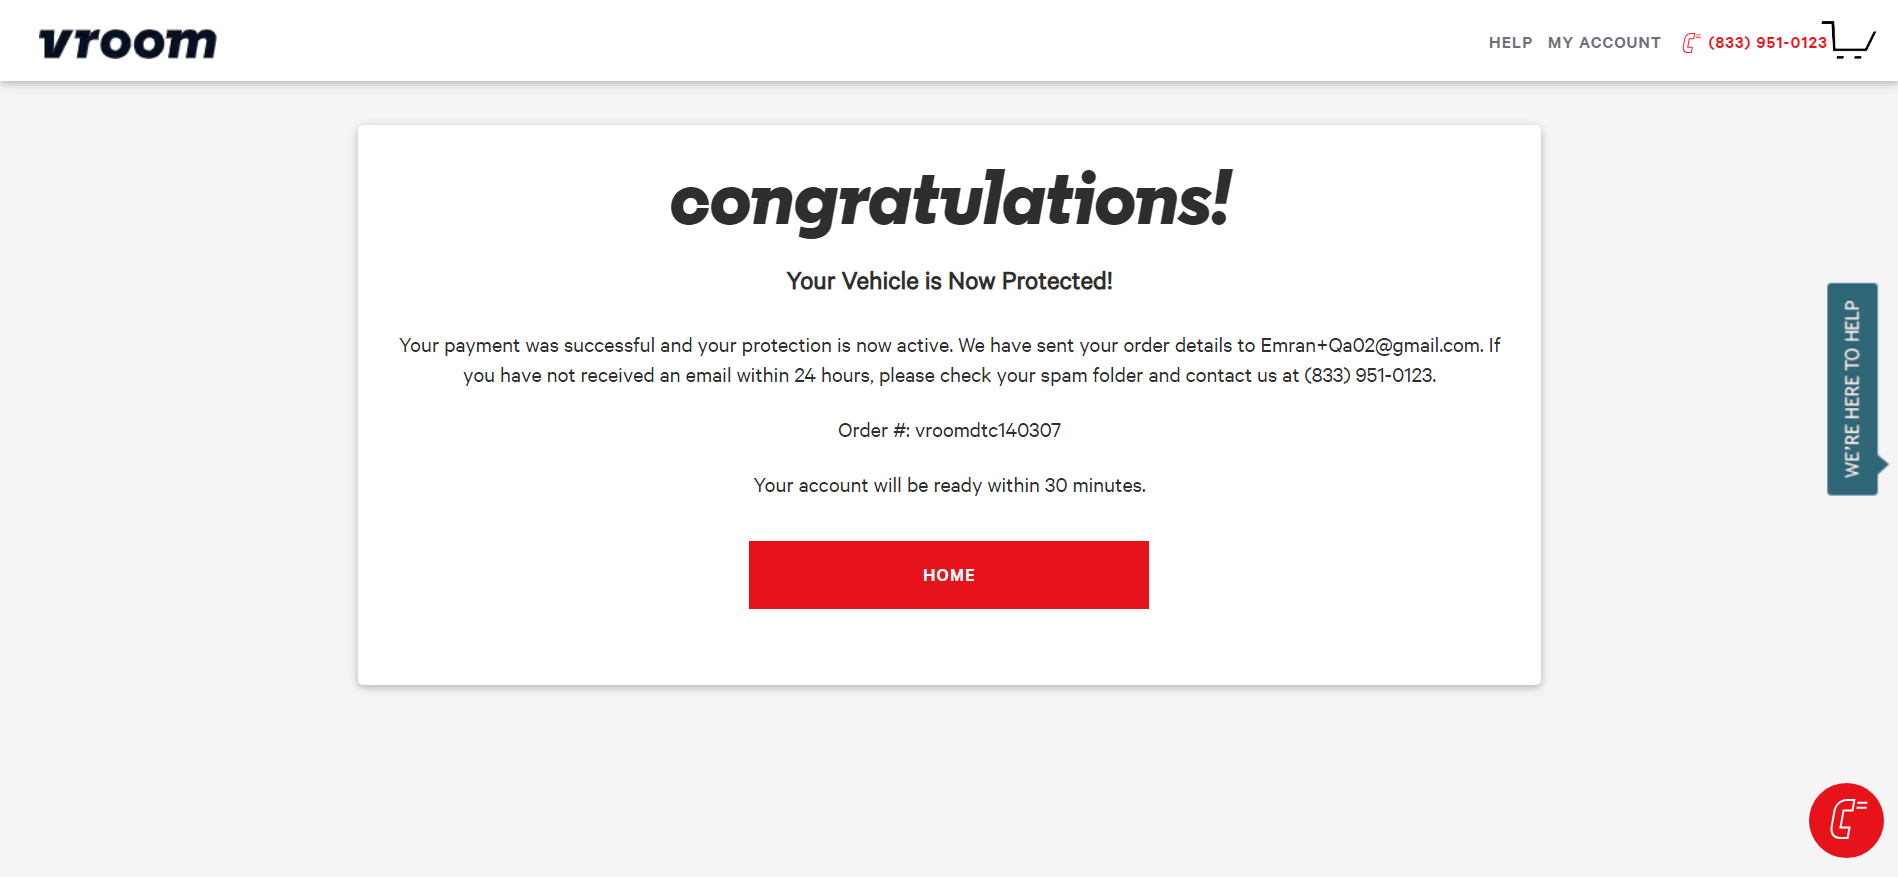 vroom
HELP MY ACCOUNT (833) 951-0123
congratulations!
Your Vehicle is Now Protected!
Your payment was successful and your protection is now active. We have sent your order details to Emran+Qa02@gmail.com. If
you have not received an email within 24 hours, please check your spam folder and contact us at (833) 951-0123.
Order #: vroomdtc140307
Your account will be ready within 30 minutes.
HOME
WE'RE HERE TO HELP